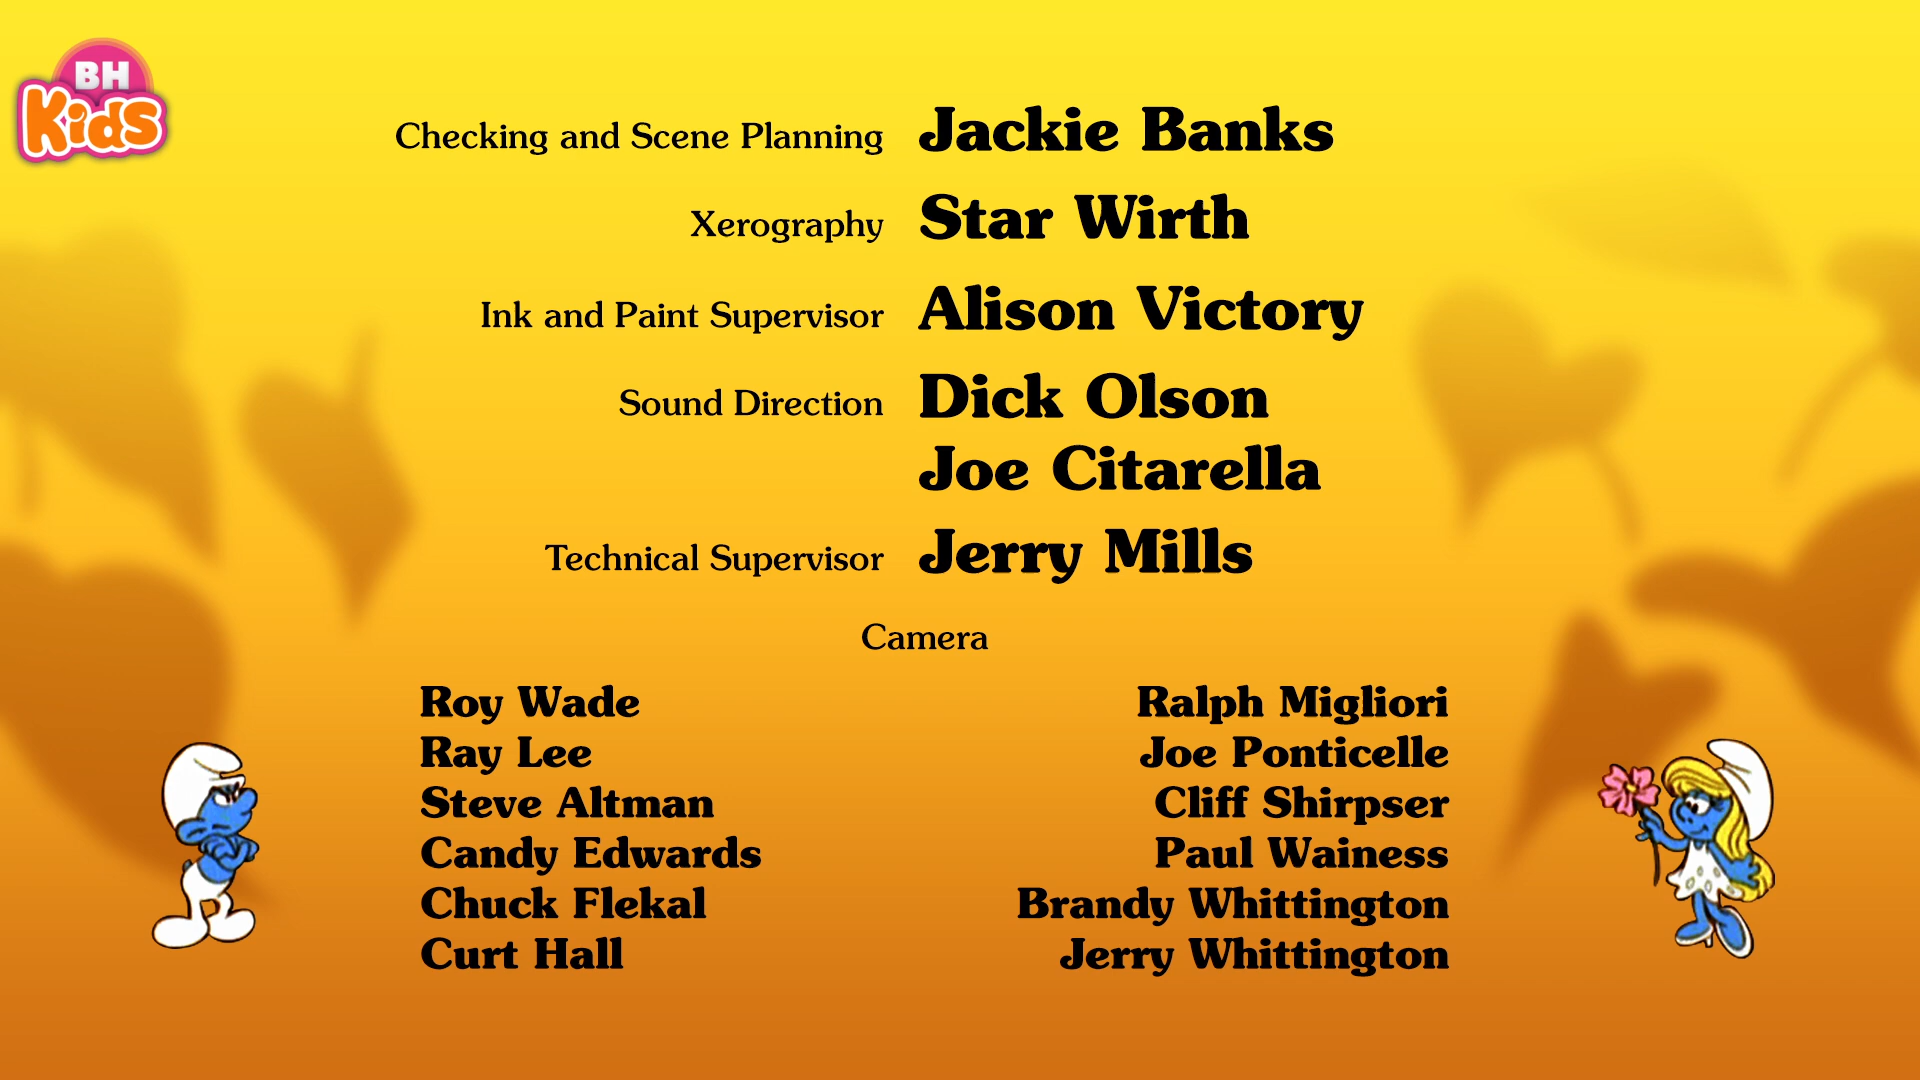 BH
Kids
Checking and Scene Planning Jackie Banks
Xerography Star Wirth
Ink and Paint Supervisor Alison Victory
Sound Direction Dick Olson
Joe Citarella
Technical Supervisor Jerry Mills
Camera
Roy Wade Ralph Migliori
Ray Lee Joe Ponticelle
Steve Altman Cliff Shirpser
Candy Edwards Paul Wainess
Chuck Flekal Brandy Whittington
Curt Hall Jerry Whittington